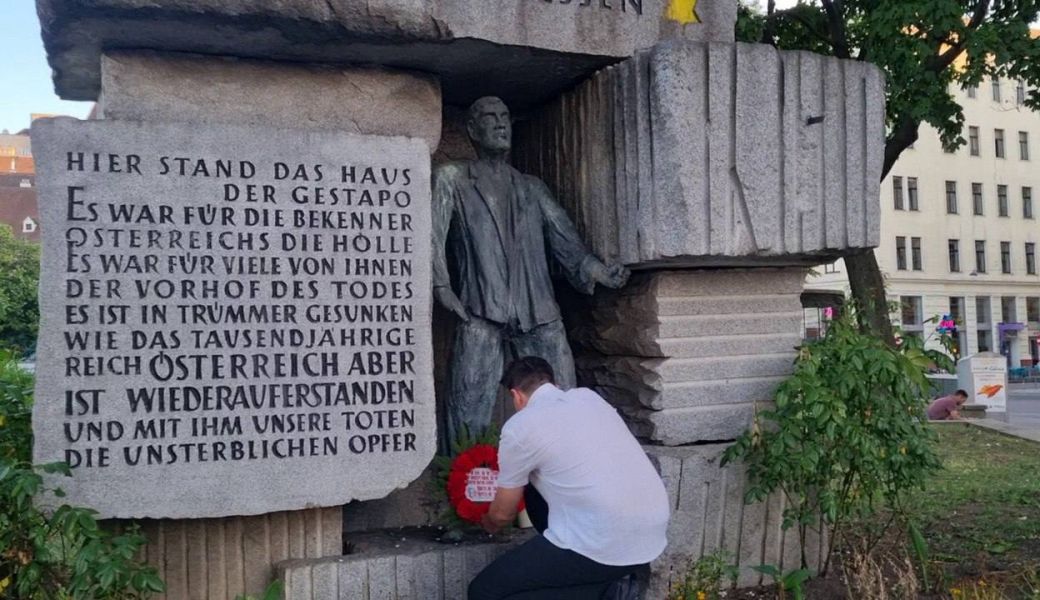 ESSEN
HIER STAND DAS HAUS
DER GESTAPO
ES WAR FÜR DIE BEKENNER
ÖSTERREICHS DIE HÖLLE
ES WAR FÜR VIELE VON IHNEN
DER VORHOF DES TODES
ES IST IN TRÜMMER GESUNKEN
WIE DAS TAUSENDJÄHRIGE
REICH ÖSTERREICH ABER
IST WIEDERAUFERSTANDEN
UND MIT IHM UNSERE TOTEN
DIE UNSTERBLICHEN OPFER